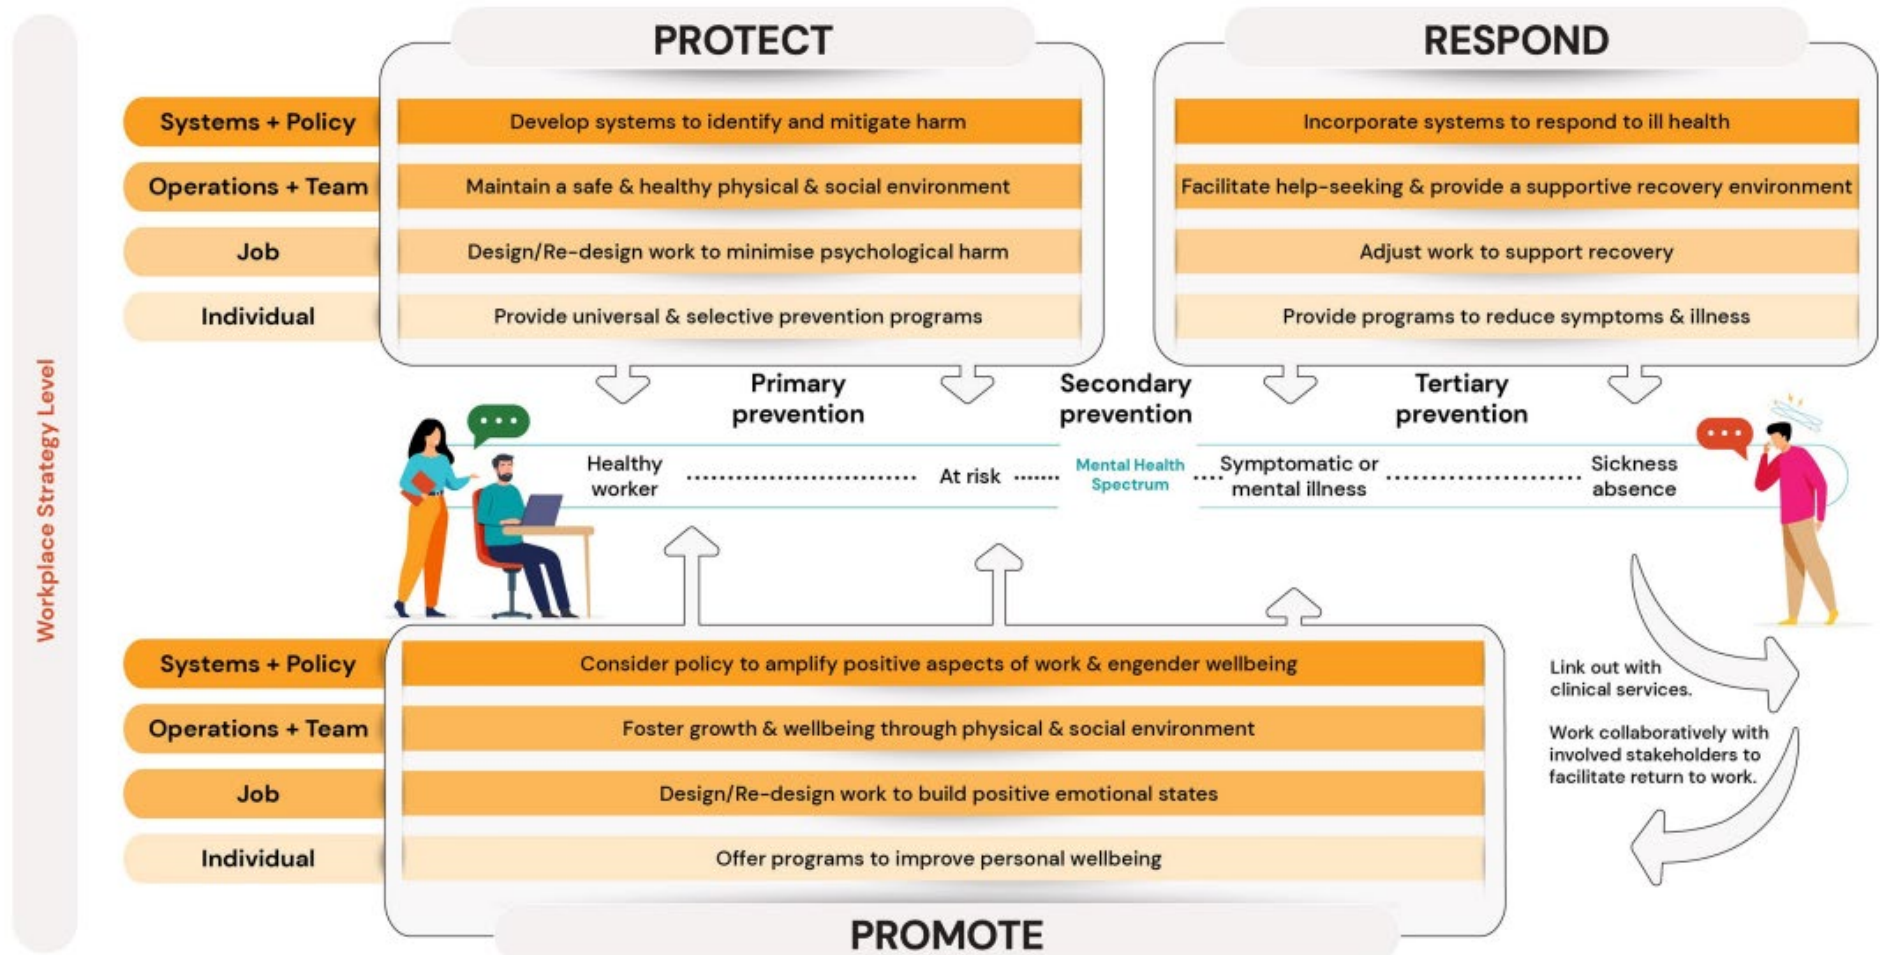 Workplace Strategy Level
PROTECT
RESPOND
Systems + Policy
Develop systems to identify and mitigate harm
Incorporate systems to respond to ill health
Operations + Team
Maintain a safe & healthy physical & social environment
Facilitate help-seeking & provide a supportive recovery environment
Job
Design/Re-design work to minimise psychological harm
Adjust work to support recovery
Individual
Provide universal & selective prevention programs
Provide programs to reduce symptoms & illness
Primary
prevention
Secondary
prevention
Tertiary
prevention
Healthy
worker
At risk
Mental Health
Spectrum
Symptomatic or
mental illness
Sickness
absence
Link out with
clinical services.
Work collaboratively with
involved stakeholders to
facilitate return to work.
Systems + Policy
Consider policy to amplify positive aspects of work & engender wellbeing
Operations + Team
Foster growth & wellbeing through physical & social environment
Job
Design/Re-design work to build positive emotional states
Individual
Offer programs to improve personal wellbeing
PROMOTE